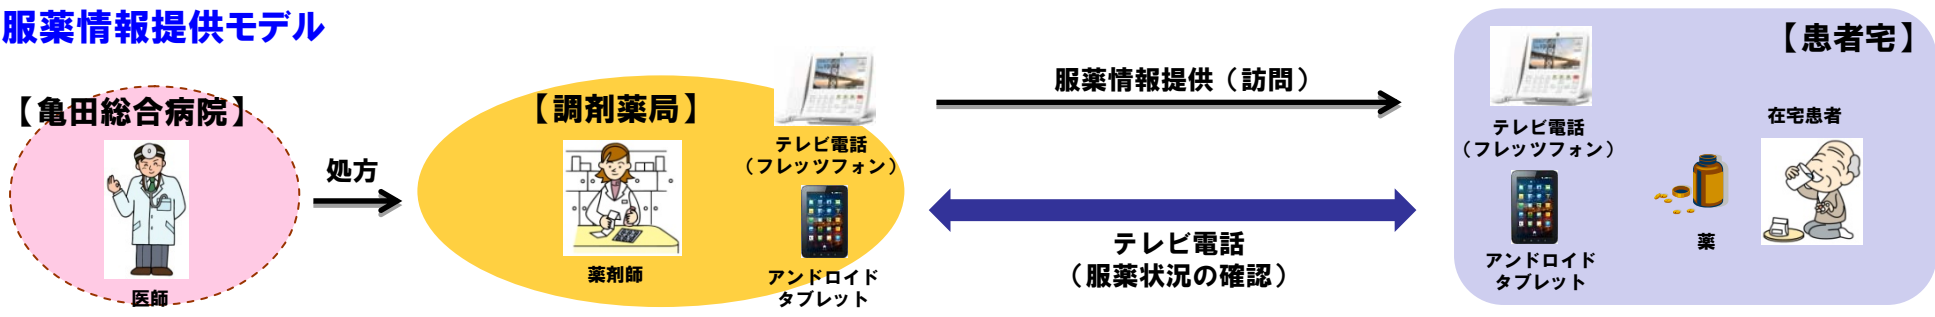 服薬情報提供モデル
【亀田総合病院】
医師
処方
【調剤薬局】
薬剤師
テレビ電話
（フレッツフォン）
アンドロイド
タブレット
服薬情報提供（訪問）
テレビ電話
（服薬状況の確認）
【患者宅】
テレビ電話
（フレッツフォン）
アンドロイド
タブレット
薬
在宅患者